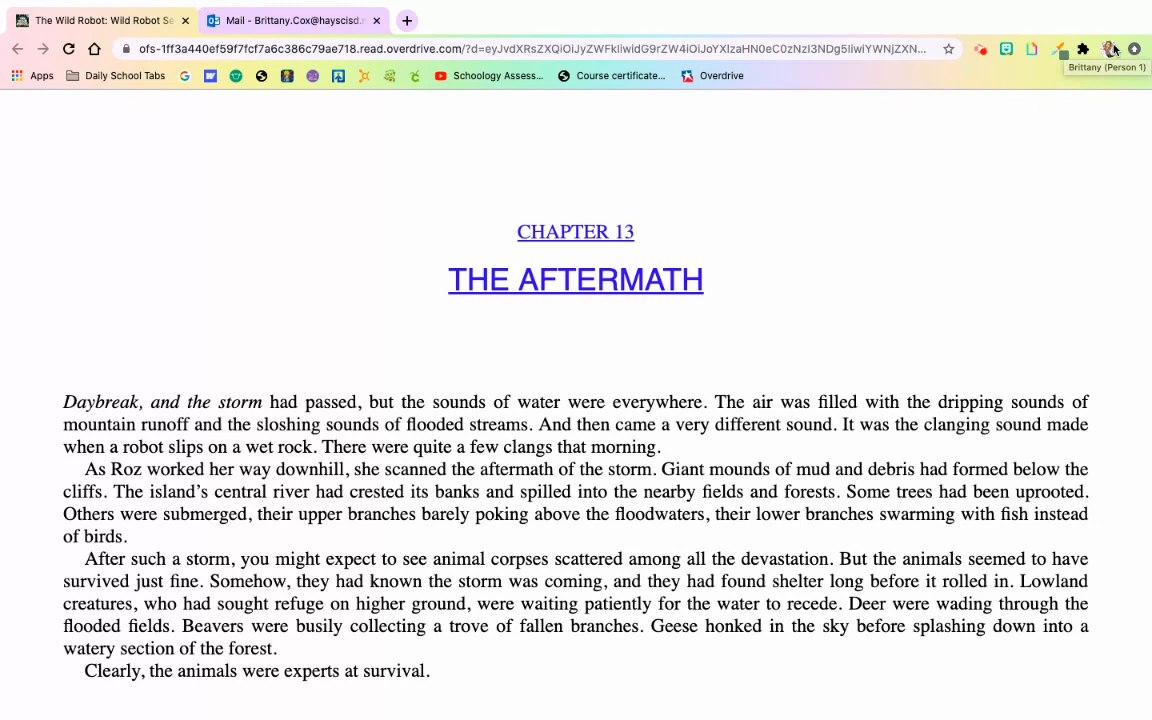 The Wild Robot: Wild Robot Se
Mail - Brittany.Cox@hayscisd.
ofs-1ff3a440ef59f7fcf7a6c386c79ae718.read.overdrive.com/?d=eyJvdXRsZXQiOiJyZWFkIiwidG9rZW4iOiJoYXIzaHN0eC0zNzI3NDg5IiwiYWNjZXN...
Brittany (Person 1)
Apps
Daily School Tabs
Schoology Assess...
Course certificate...
Overdrive
CHAPTER 13
THE AFTERMATH
Daybreak, and the storm had passed, but the sounds of water were everywhere. The air was filled with the dripping sounds of
mountain runoff and the sloshing sounds of flooded streams. And then came a very different sound. It was the clanging sound made
when a robot slips on a wet rock. There were quite a few clangs that morning.
As Roz worked her way downhill, she scanned the aftermath of the storm. Giant mounds of mud and debris had formed below the
cliffs. The island’s central river had crested its banks and spilled into the nearby fields and forests. Some trees had been uprooted.
Others were submerged, their upper branches barely poking above the floodwaters, their lower branches swarming with fish instead
of birds.
After such a storm, you might expect to see animal corpses scattered among all the devastation. But the animals seemed to have
survived just fine. Somehow, they had known the storm was coming, and they had found shelter long before it rolled in. Lowland
creatures, who had sought refuge on higher ground, were waiting patiently for the water to recede. Deer were wading through the
flooded fields. Beavers were busily collecting a trove of fallen branches. Geese honked in the sky before splashing down into a
watery section of the forest.
Clearly, the animals were experts at survival.